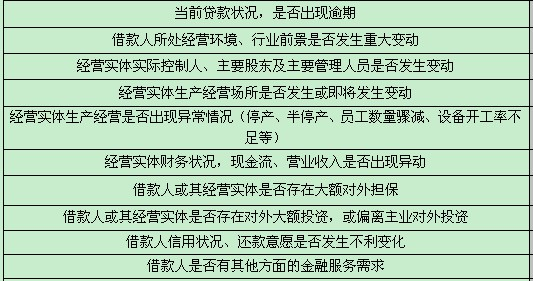 当前贷款状况，是否出现逾期
借款人所处经营环境、行业前景是否发生重大变动
经营实体实际控制人、主要股东及主要管理人员是否发生变动
经营实体生产经营场所是否发生或即将发生变动
经营实体生产经营是否出现异常情况（停产、半停产、员工数量骤减、设备开工率不
足等）
经营实体财务状况，现金流、营业收入是否出现异动
借款人或其经营实体是否存在大额对外担保
借款人或其经营实体是否存在对外大额投资，或偏离主业对外投资
借款人信用状况、还款意愿是否发生不利变化
借款人是否有其他方面的金融服务需求